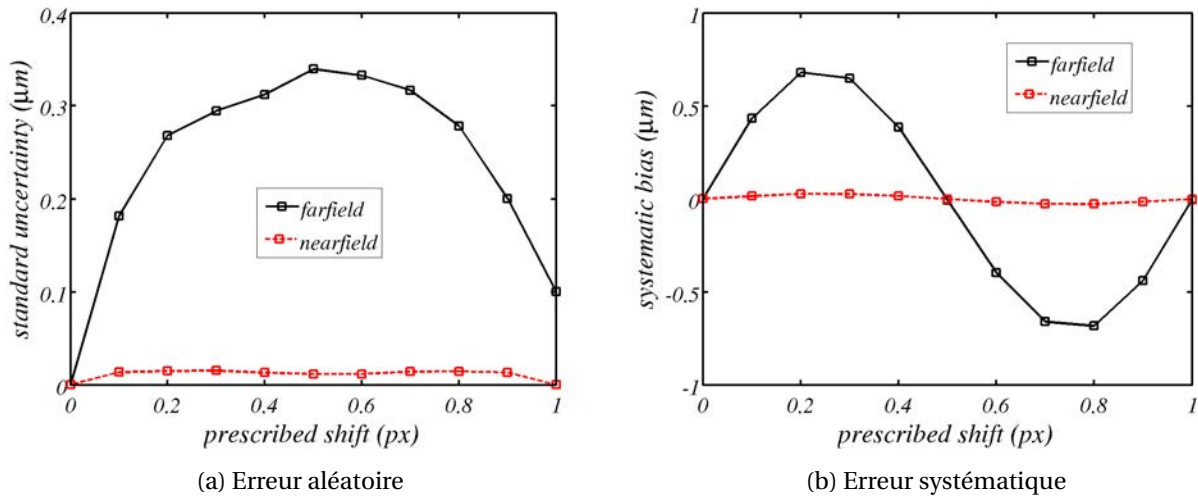 standard uncertainty (μm)
0.4
0.3
0.2
0.1
0
farfield
nearfield
0 0.2 0.4 0.6 0.8 1
prescribed shift (px)
(a) Erreur aléatoire
systematic bias (μm)
1
0.5
0
-0.5
-1
farfield
nearfield
0 0.2 0.4 0.6 0.8 1
prescribed shift (px)
(b) Erreur systématique